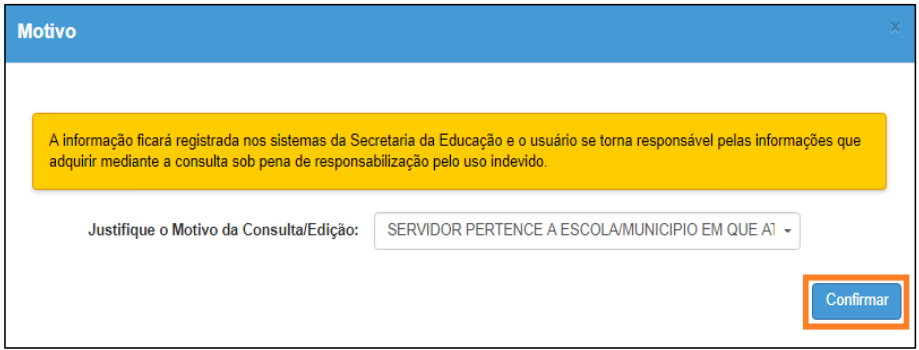 Motivo ×
A informação ficará registrada nos sistemas da Secretaria da Educação e o usuário se torna responsável pelas informações que
adquirir mediante a consulta sob pena de responsabilização pelo uso indevido.
Justifique o Motivo da Consulta/Edição: SERVIDOR PERTENCE A ESCOLA/MUNICIPIO EM QUE
Confirmar